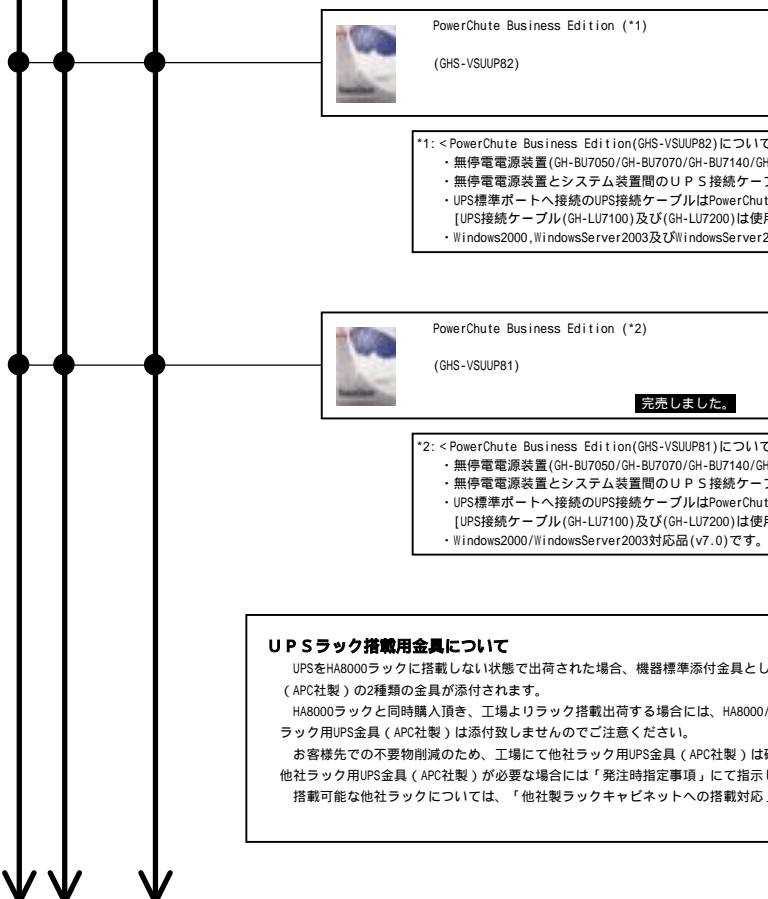 PowerChute Business Edition (*1)
(GHS-VSUUP82)
*1:＜PowerChute Business Edition(GHS-VSUUP82)について
・無停電電源装置(GH-BU7050/GH-BU7070/GH-BU7140/GH
・無停電電源装置とシステム装置間のＵＰＳ接続ケーブ
・UPS標準ポートへ接続のUPS接続ケーブルはPowerChut
[UPS接続ケーブル(GH-LU7100)及び(GH-LU7200)は使用
・Windows2000,WindowsServer2003及びWindowsServer2
PowerChute Business Edition (*2)
(GHS-VSUUP81)
完売しました。
*2:＜PowerChute Business Edition(GHS-VSUUP81)について
・無停電電源装置(GH-BU7050/GH-BU7070/GH-BU7140/GH
・無停電電源装置とシステム装置間のＵＰＳ接続ケーブ
・UPS標準ポートへ接続のUPS接続ケーブルはPowerChut
[UPS接続ケーブル(GH-LU7100)及び(GH-LU7200)は使用
・Windows2000/WindowsServer2003対応品(v7.0)です。
ＵＰＳラック搭載用金具について
UPSをHA8000ラックに搭載しない状態で出荷された場合、機器標準添付金具とし
（APC社製）の2種類の金具が添付されます。
HA8000ラックと同時購入頂き、工場よりラック搭載出荷する場合には、HA8000/
ラック用UPS金具（APC社製）は添付致しませんのでご注意ください。
お客様先での不要物削減のため、工場にて他社ラック用UPS金具（APC社製）は
他社ラック用UPS金具（APC社製）が必要な場合には「発注時指定事項」にて指示
搭載可能な他社ラックについては、「他社製ラックキャビネットへの搭載対応」